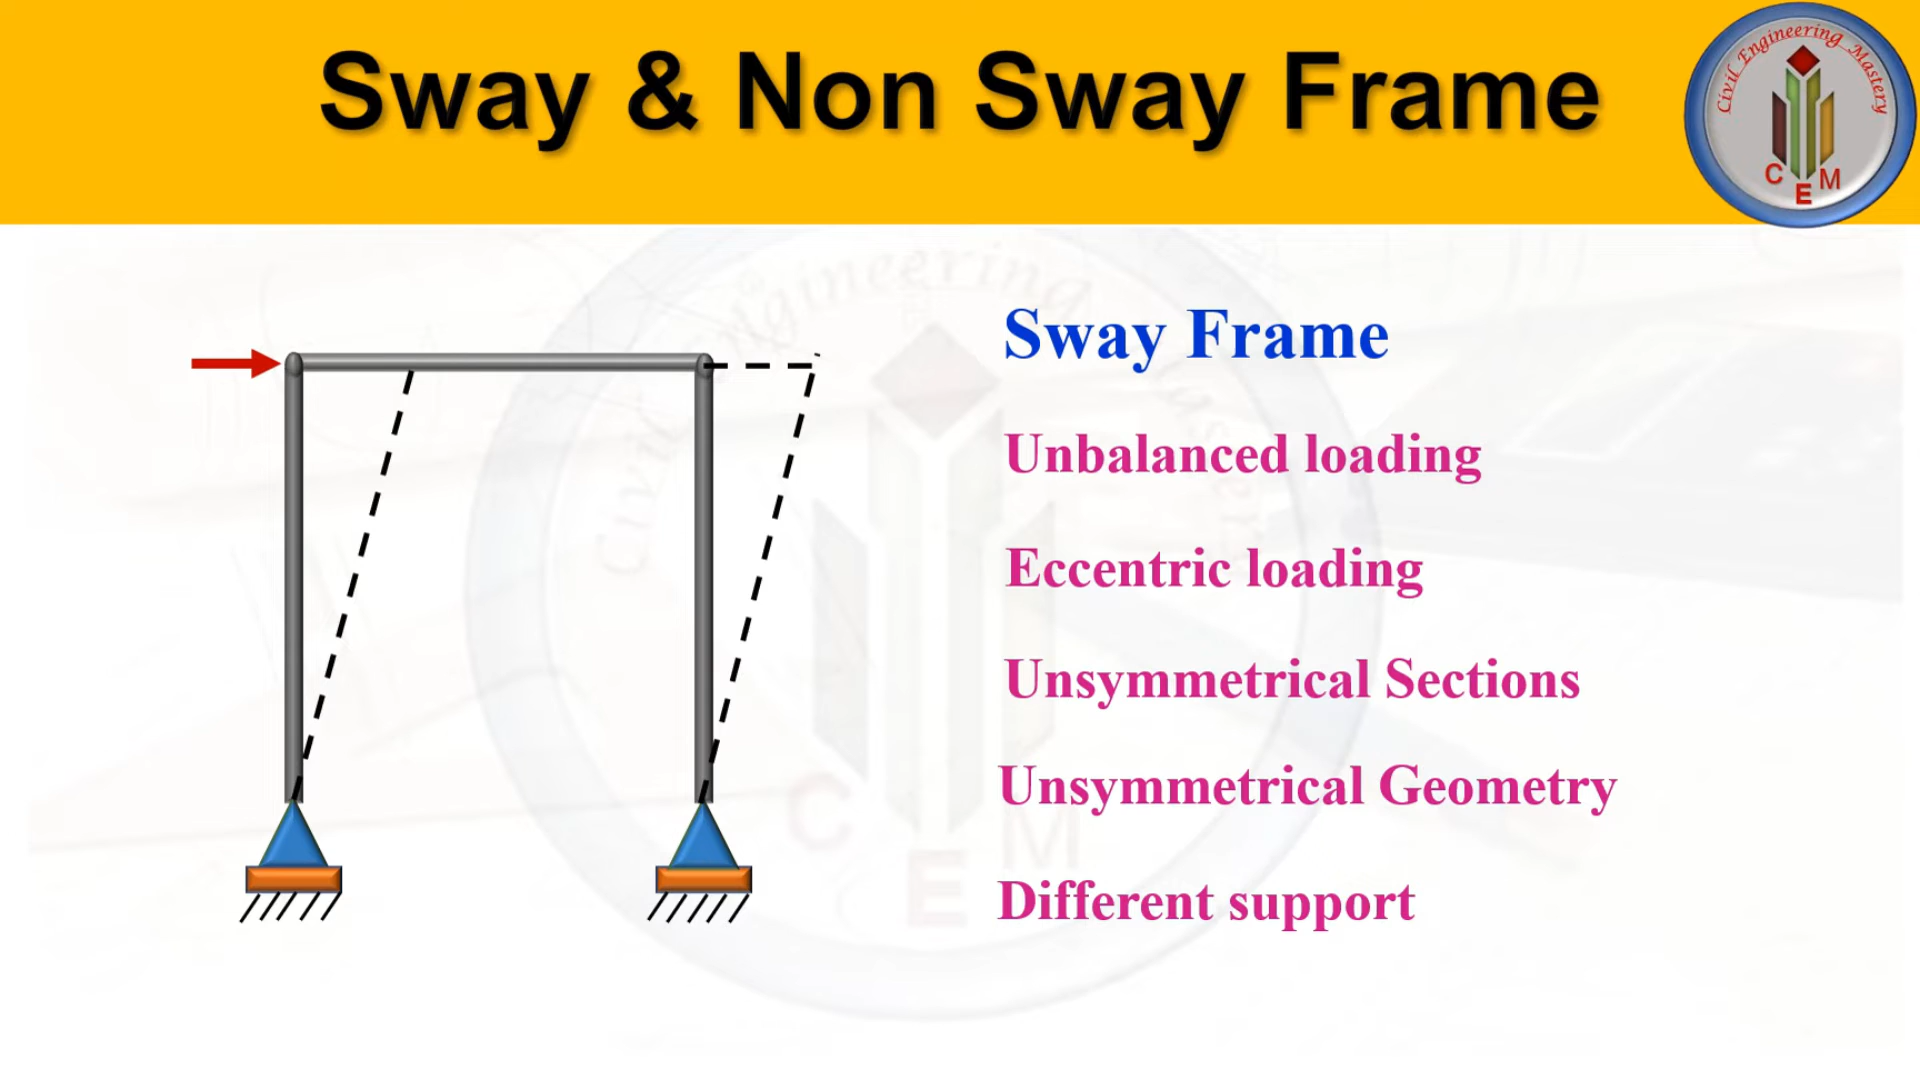 Sway & Non Sway Frame
Civil Engineering Mastery
C E M
Sway Frame
Unbalanced loading
Eccentric loading
Unsymmetrical Sections
Unsymmetrical Geometry
Different support